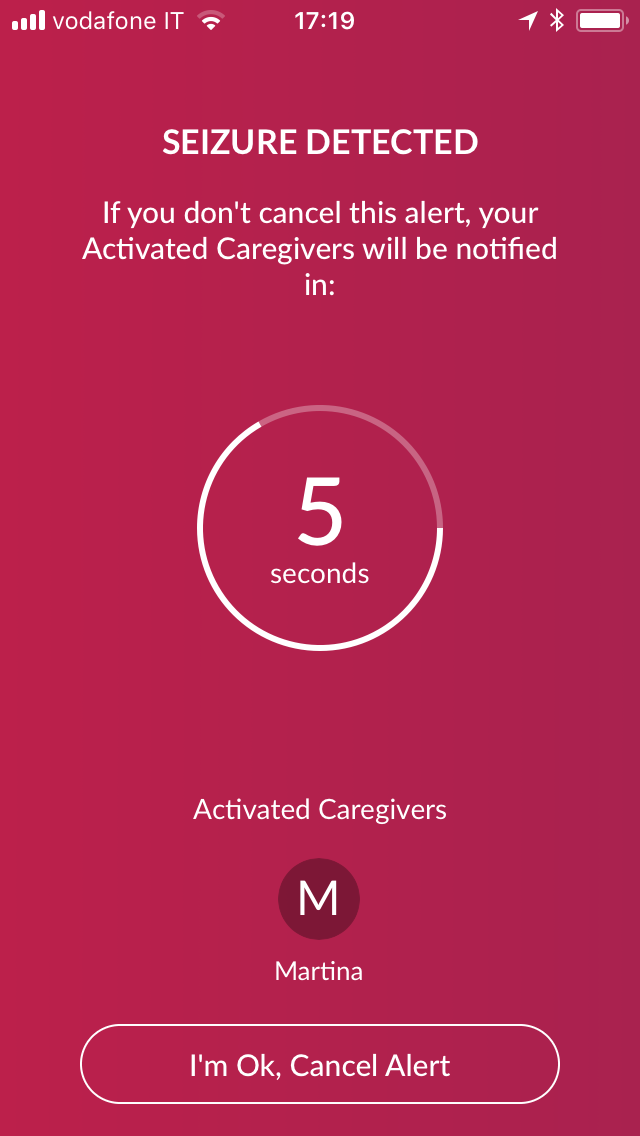 vodafone IT 17:19
SEIZURE DETECTED
If you don't cancel this alert, your
Activated Caregivers will be notified
in:
5
seconds
Activated Caregivers
M
Martina
I'm Ok, Cancel Alert